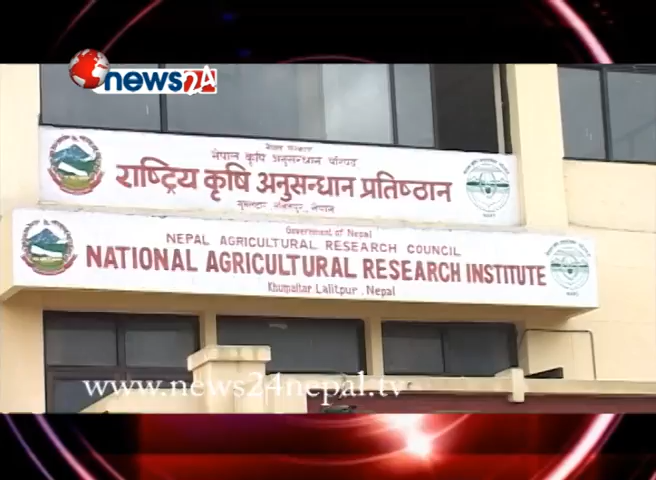 news24
नेपाल सरकार
नेपाल कृषि अनुसन्धान परिषद
राष्ट्रिय कृषि अनुसन्धान प्रतिष्ठान
खुमलटार, ललितपुर, नेपाल
Government of Nepal
NEPAL AGRICULTURAL RESEARCH COUNCIL
NATIONAL AGRICULTURAL RESEARCH INSTITUTE
Khumaltar Lalitpur, Nepal
www.news24nepal.tv